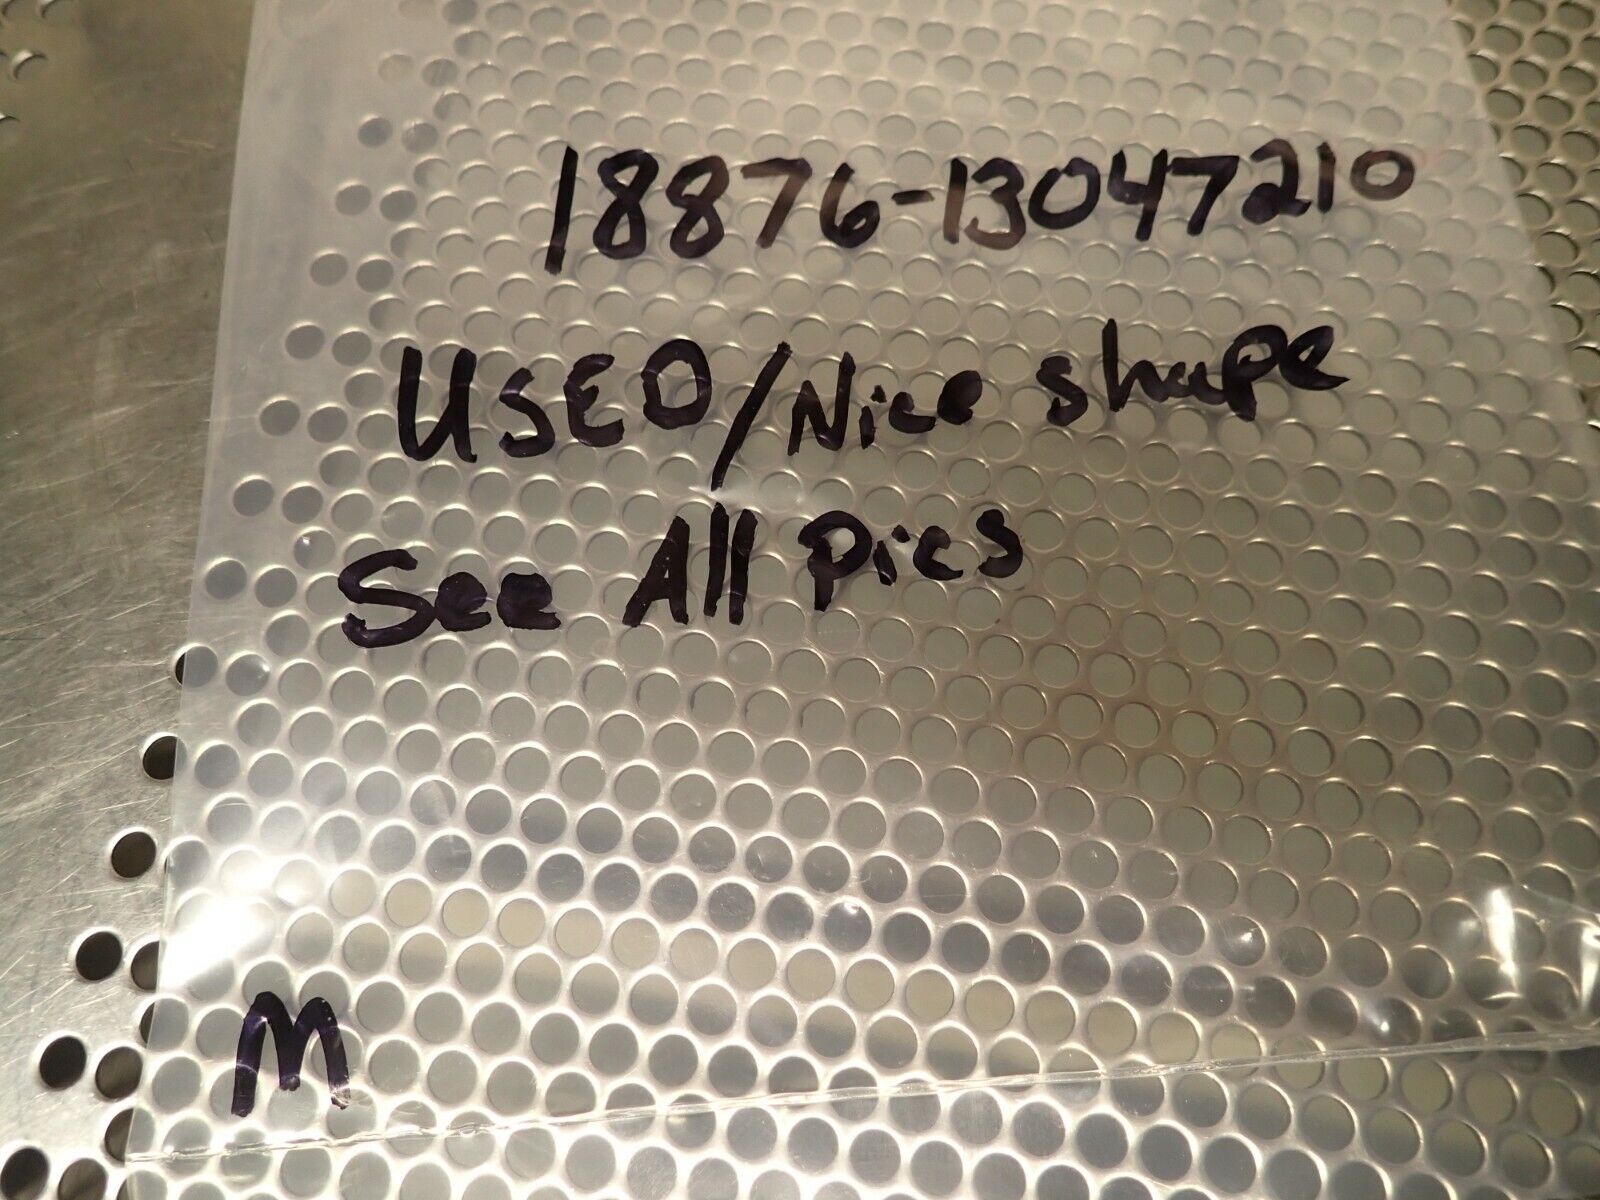 18876-13047210
USED/Nice shape
See All Pics
M